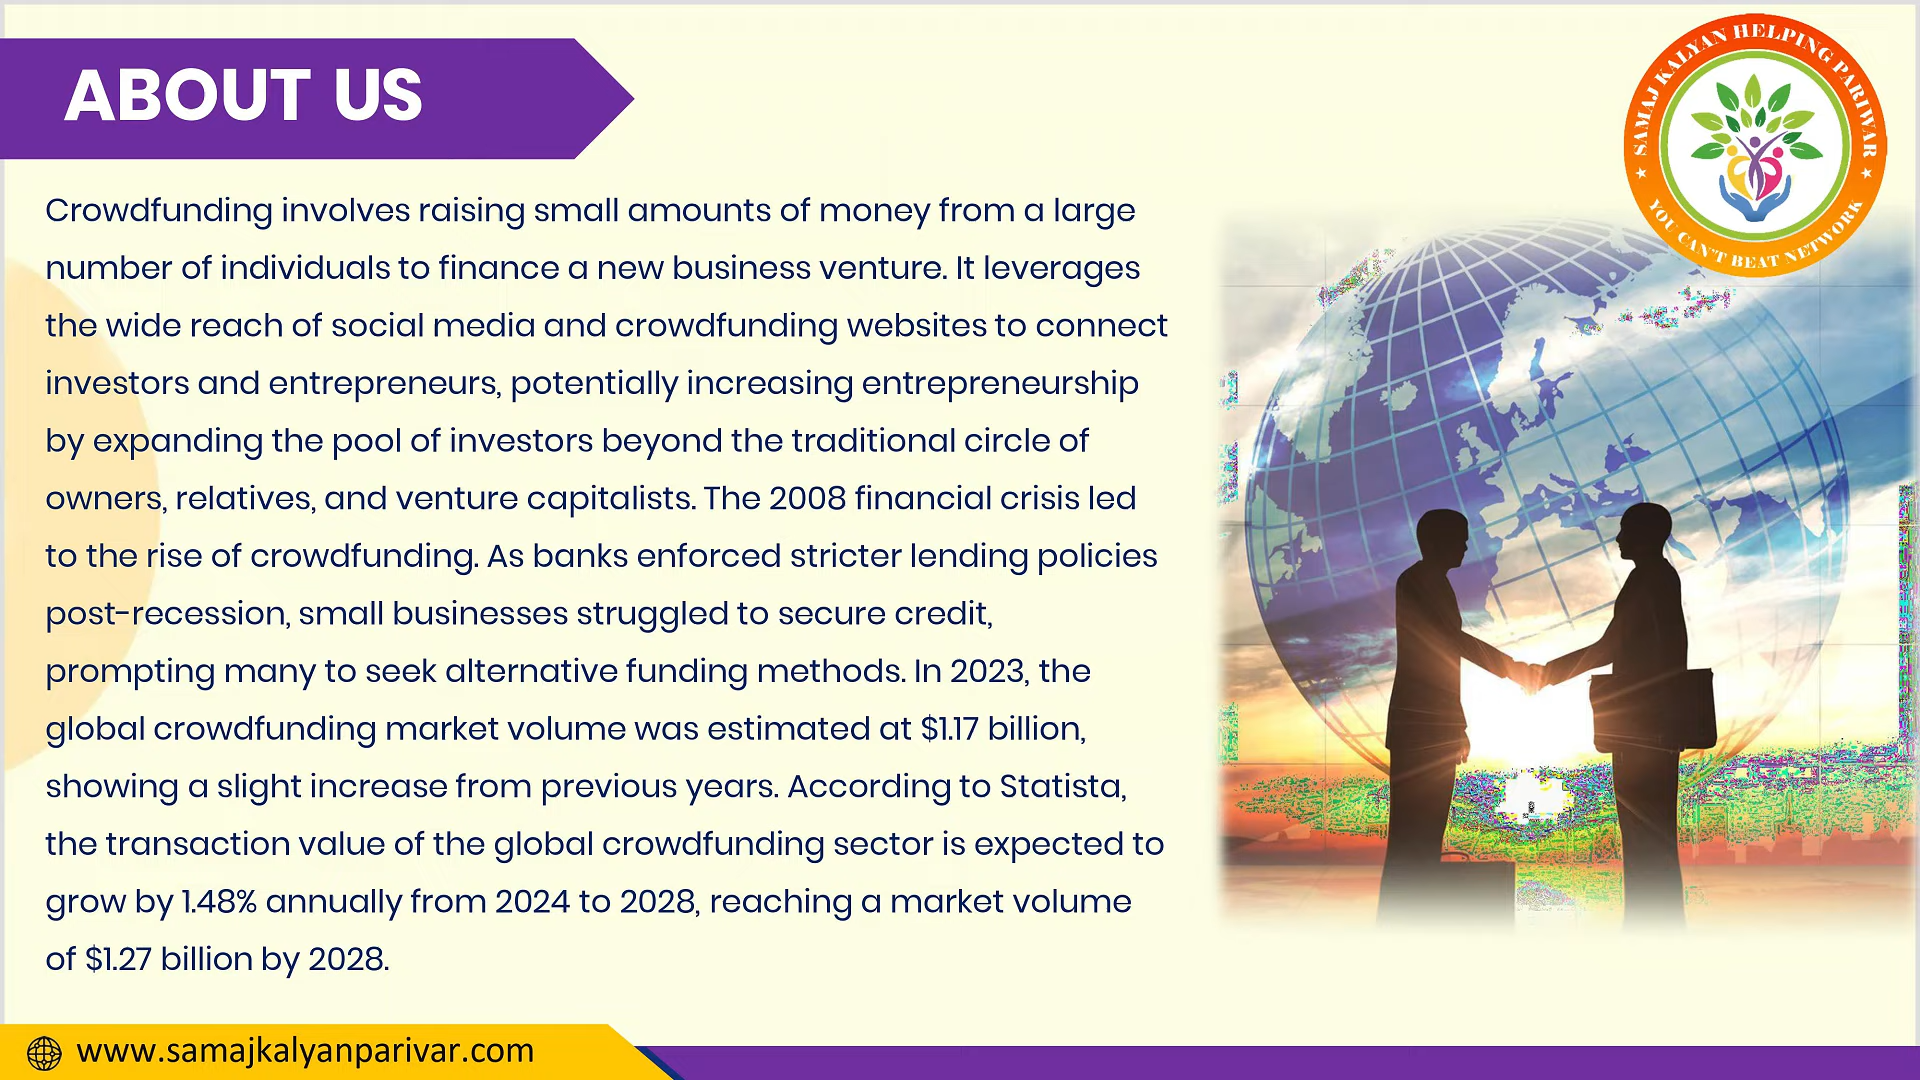 ABOUT US
SAMAJ KALYAN HELPING PARIWAR
YOU CAN'T BEAT NETWORK
Crowdfunding involves raising small amounts of money from a large
number of individuals to finance a new business venture. It leverages
the wide reach of social media and crowdfunding websites to connect
investors and entrepreneurs, potentially increasing entrepreneurship
by expanding the pool of investors beyond the traditional circle of
owners, relatives, and venture capitalists. The 2008 financial crisis led
to the rise of crowdfunding. As banks enforced stricter lending policies
post-recession, small businesses struggled to secure credit,
prompting many to seek alternative funding methods. In 2023, the
global crowdfunding market volume was estimated at $1.17 billion,
showing a slight increase from previous years. According to Statista,
the transaction value of the global crowdfunding sector is expected to
grow by 1.48% annually from 2024 to 2028, reaching a market volume
of $1.27 billion by 2028.
www.samajkalyanparivar.com